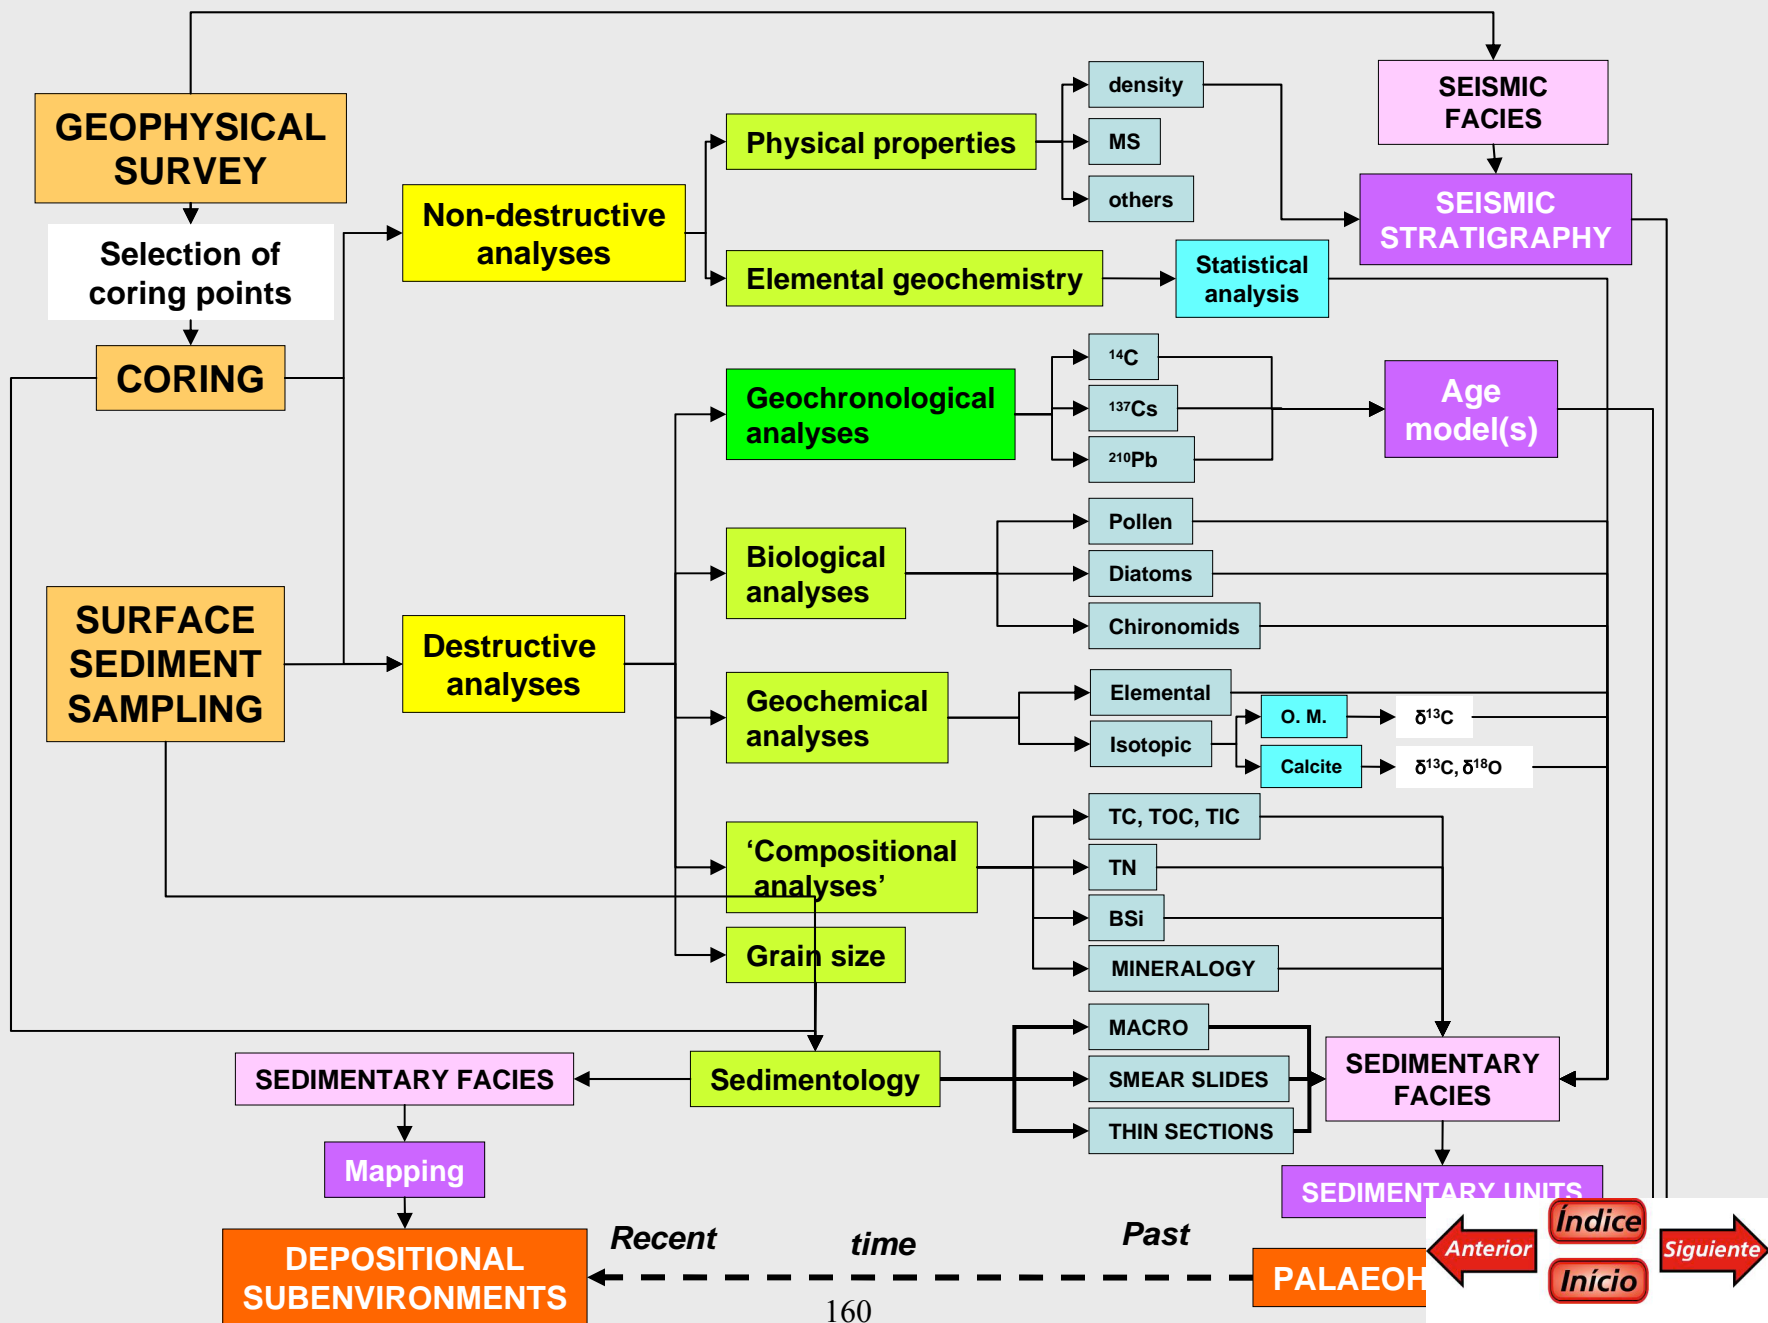 GEOPHYSICAL
SURVEY
Selection of
coring points
CORING
SURFACE
SEDIMENT
SAMPLING
Non-destructive
analyses
Destructive
analyses
Physical properties
Elemental geochemistry
Geochronological
analyses
Biological
analyses
Geochemical
analyses
‘Compositional
analyses’
Grain size
Sedimentology
density
MS
others
Statistical
analysis
¹⁴C
¹³⁷Cs
²¹⁰Pb
Pollen
Diatoms
Chironomids
Elemental
Isotopic
O. M.
δ¹³C
Calcite
δ¹³C, δ¹⁸O
TC, TOC, TIC
TN
BSi
MINERALOGY
MACRO
SMEAR SLIDES
THIN SECTIONS
SEISMIC
FACIES
SEISMIC
STRATIGRAPHY
Age
model(s)
SEDIMENTARY
FACIES
SEDIMENTARY UNITS
SEDIMENTARY FACIES
Mapping
DEPOSITIONAL
SUBENVIRONMENTS
Recent time Past
PALAEOH
Anterior
Índice
Início
Siguiente
160